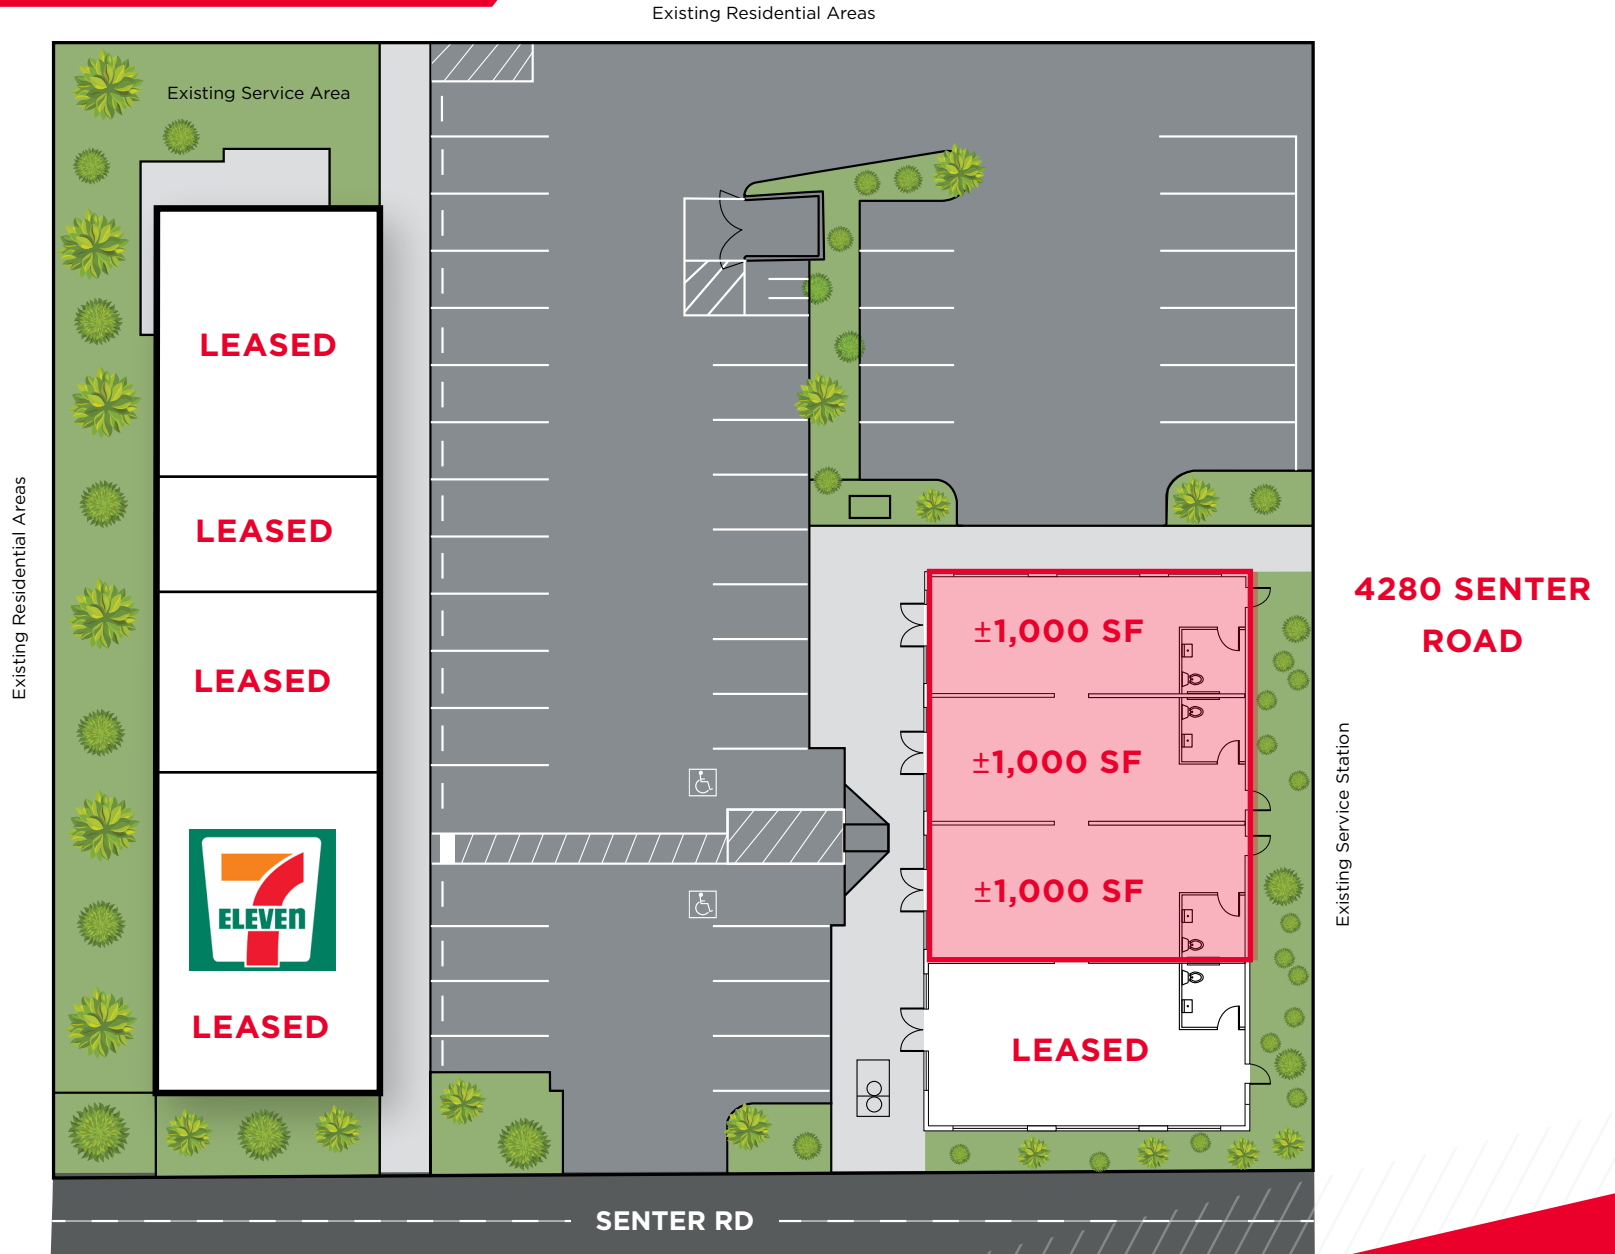 Existing Residential Areas
Existing Service Area
LEASED
LEASED
LEASED
7
ELEVEn
LEASED
Existing Residential Areas
±1,000 SF
±1,000 SF
±1,000 SF
LEASED
4280 SENTER
ROAD
Existing Service Station
SENTER RD